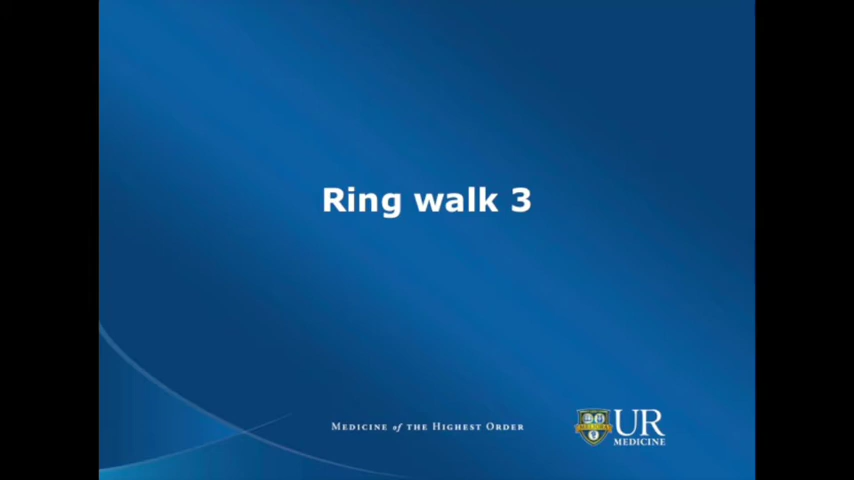 Ring walk 3
MEDICINE of THE HIGHEST ORDER
UR
MEDICINE